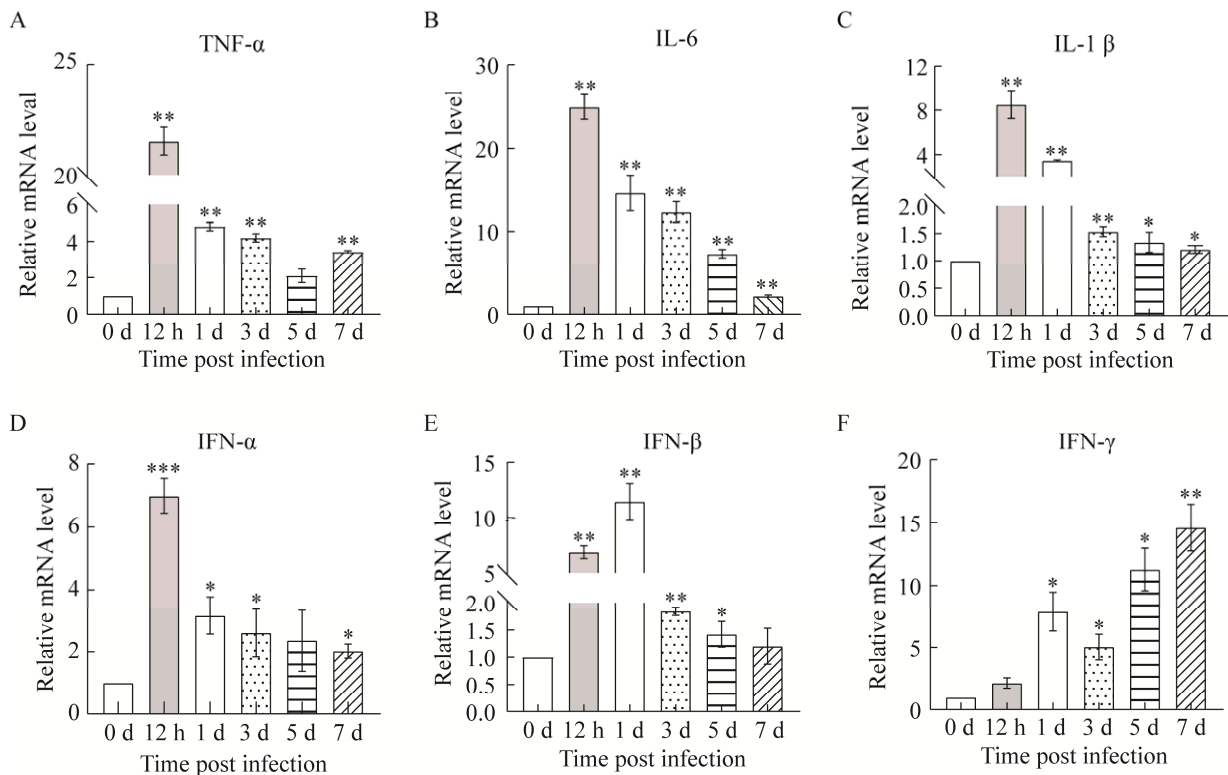 A
TNF-α
Relative mRNA leval
25
20
6
4
2
0
**
**
**
**
0 d 12 h 1 d 3 d 5 d 7 d
Time post infection
B
IL-6
Relative mRNA level
30
20
10
0
**
**
**
**
**
0 d 12 h 1 d 3 d 5 d 7 d
Time post infection
C
IL-1 β
Relative mRNA level
12
8
4
2.0
1.5
1.0
0.5
0.0
**
**
**
*
*
0 d 12 h 1 d 3 d 5 d 7 d
Time post infection
D
IFN-α
Relative mRNA level
8
6
4
2
0
***
*
*
*
0 d 12 h 1 d 3 d 5 d 7 d
Time post infection
E
IFN-β
Relative mRNA level
15
10
5
2.0
1.5
1.0
0.5
0.0
**
**
**
*
0 d 12 h 1 d 3 d 5 d 7 d
Time post infection
F
IFN-γ
Relative mRNA level
20
15
10
5
0
*
*
*
**
0 d 12 h 1 d 3 d 5 d 7 d
Time post infection